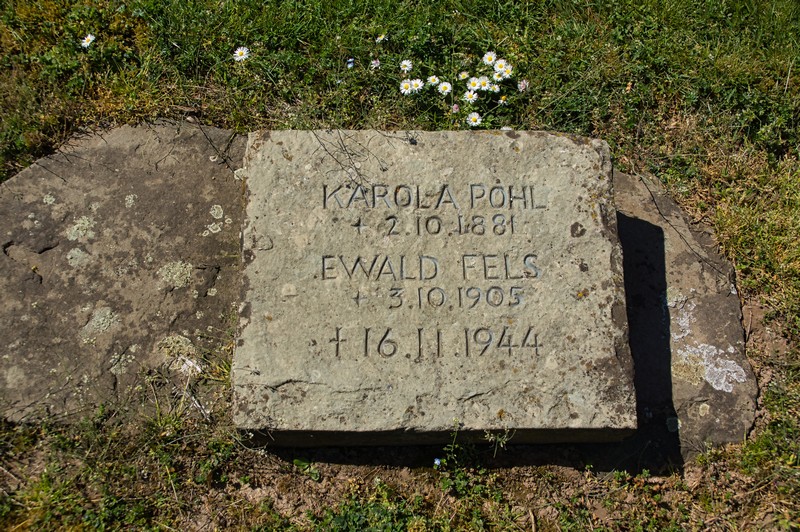 KAROLA PÖHL
+ 2.10.1881
EWALD FELS
+ 3.10.1905
† 16.11.1944